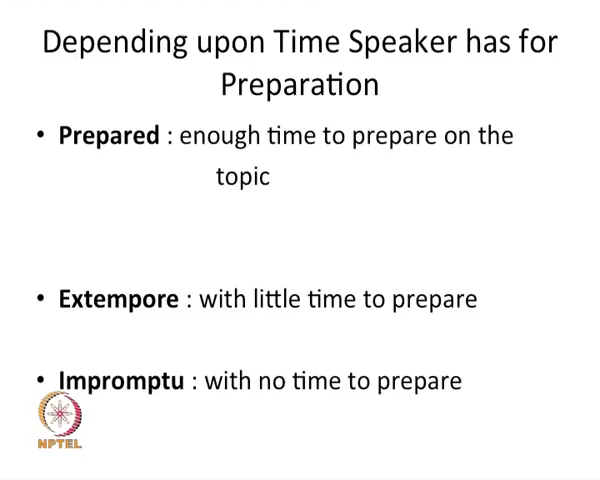 Depending upon Time Speaker has for
Preparation
• Prepared : enough time to prepare on the
topic
• Extempore : with little time to prepare
• Impromptu : with no time to prepare
NPTEL